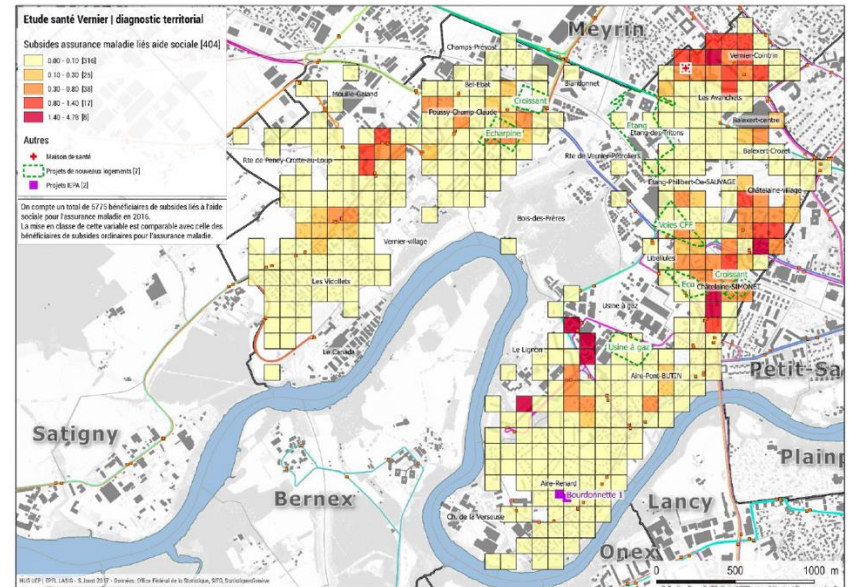 Etude santé Vernier | diagnostic territorial
Subsides assurance maladie liés aide sociale [404]
0.00 - 0.10 [316]
0.10 - 0.30 [25]
0.30 - 0.80 [38]
0.80 - 1.40 [17]
1.40 - 4.76 [8]
Autres
Maison de santé
Projets de nouveaux logements [7]
Projets IEPA [2]
On compte un total de 5775 bénéficiaires de subsides liés à l'aide
sociale pour l'assurance maladie en 2016.
La mise en classe de cette variable est comparable avec celle des
bénéficiaires de subsides ordinaires pour l'assurance maladie.
Meyrin
Champs-Prévost
Vernier-Cointrin
Blandonnet
Bel-Ebat
Mouille-Galand
Croissant
Les Avanchets
Poussy-Champ-Claude
Etang
Balexert-centre
Echarpine
Etang-des-Tritons
Rte de Peney-Crotte-au-Loup
Rte de Vernier-Pétroliers
Balexert-Crozet
Etang-Philibert-De-SAUVAGE
Châtelaine-village
Bois-des-Frères
Voies CFF
Vernier-village
Libellules
Croissant
Les Vidollets
Ecu
Châtelaine-SIMONET
Usine à gaz
Le Canada
Le Lignon
Usine à gaz
Aire-Pont-BUTIN
Petit-Sa
Satigny
Plainp
Bernex
Aire-Renard
Bourdonnette 1
Lancy
Ch. de la Verseuse
Onex
0 500 1000 m